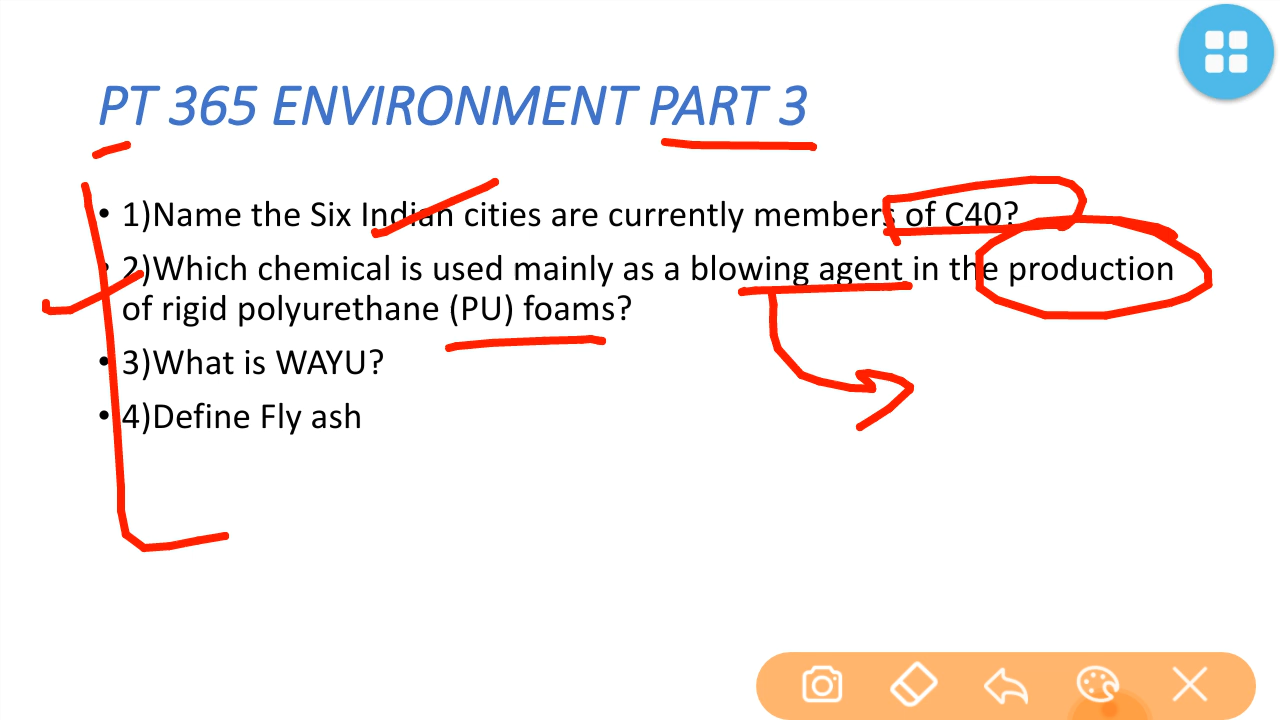 PT 365 ENVIRONMENT PART 3
• 1)Name the Six Indian cities are currently members of C40?
• 2)Which chemical is used mainly as a blowing agent in the production
of rigid polyurethane (PU) foams?
• 3)What is WAYU?
• 4)Define Fly ash